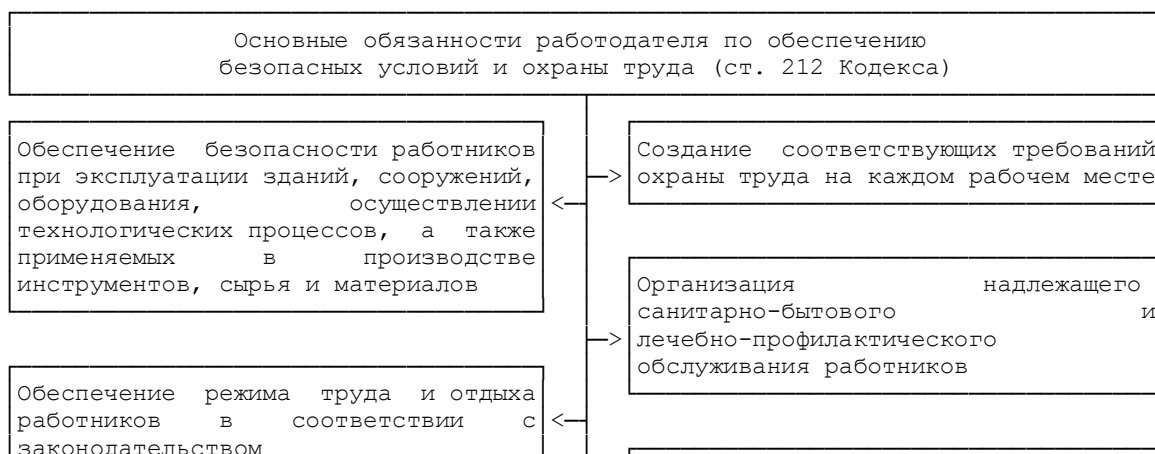 Основные обязанности работодателя по обеспечению
безопасных условий и охраны труда (ст. 212 Кодекса)
Обеспечение безопасности работников
при эксплуатации зданий, сооружений,
оборудования, осуществлении
технологических процессов, а также
применяемых в производстве
инструментов, сырья и материалов
Создание соответствующих требований
охраны труда на каждом рабочем месте
Организация надлежащего
санитарно-бытового и
лечебно-профилактического
обслуживания работников
Обеспечение режима труда и отдыха
работников в соответствии с
законодательством